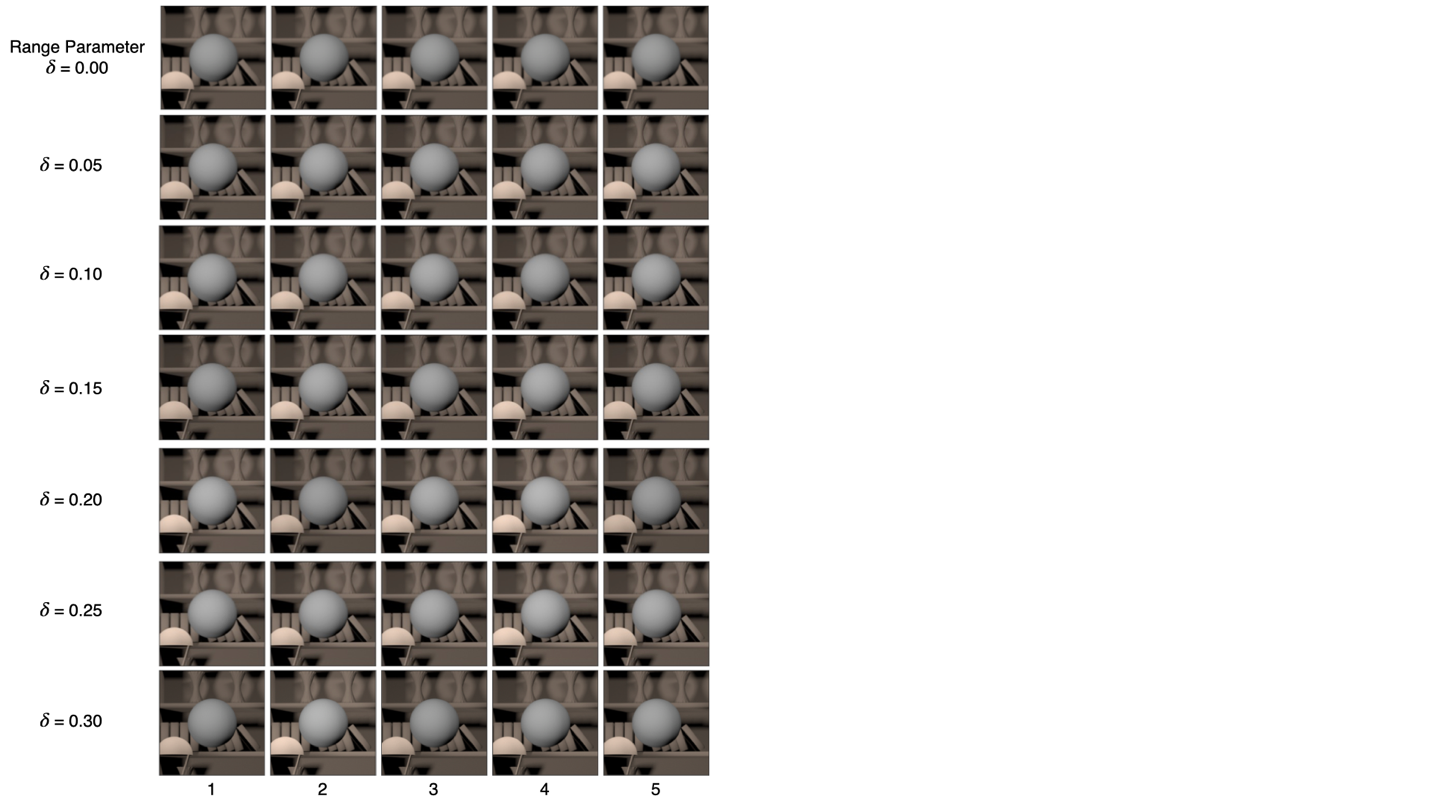 Range Parameter
δ = 0.00
δ = 0.05
δ = 0.10
δ = 0.15
δ = 0.20
δ = 0.25
δ = 0.30
1 2 3 4 5